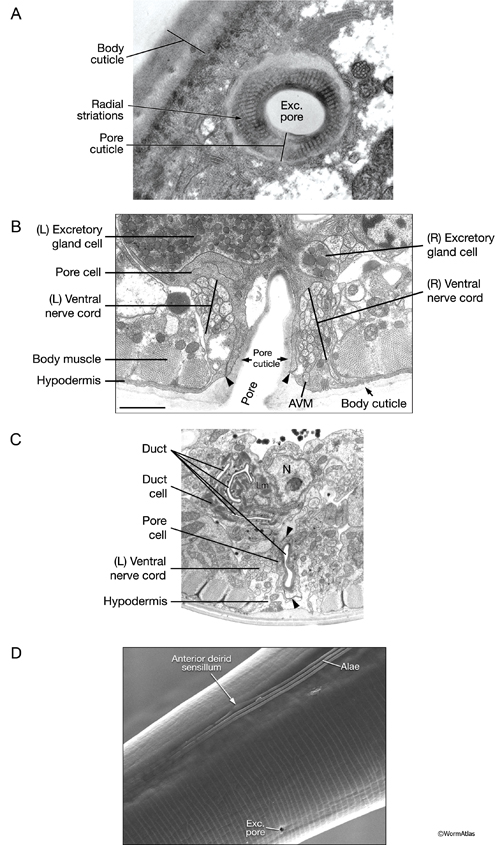 A
Body
cuticle
Radial
striations
Pore
cuticle
Exc.
pore
B
(L) Excretory
gland cell
Pore cell
(L) Ventral
nerve cord
Body muscle
Hypodermis
Pore
cuticle
Pore
AVM
Body cuticle
(R) Excretory
gland cell
(R) Ventral
nerve cord
C
Duct
Duct
cell
Pore
cell
(L) Ventral
nerve cord
Hypodermis
N
Lm
D
Anterior deirid
sensillum
Alae
Exc.
pore
©WormAtlas